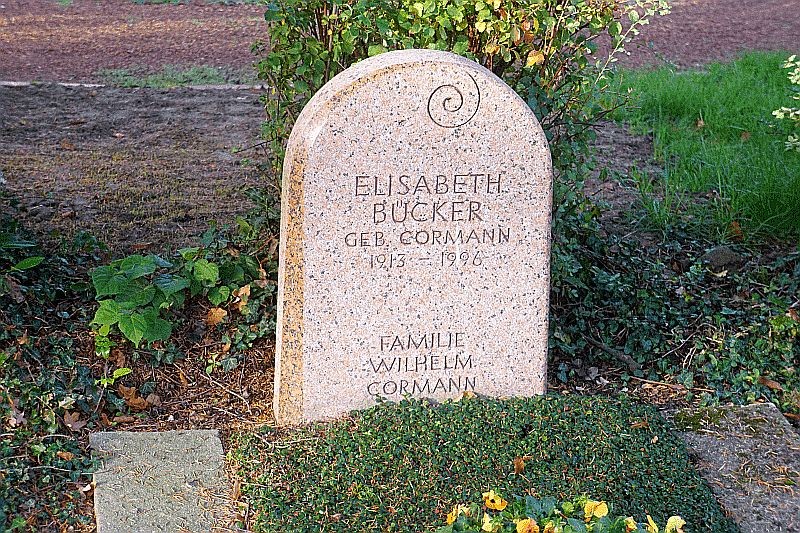 ELISABETH
BÜCKER
GEB. CORMANN
1913 – 1996
FAMILIE
WILHELM
CORMANN